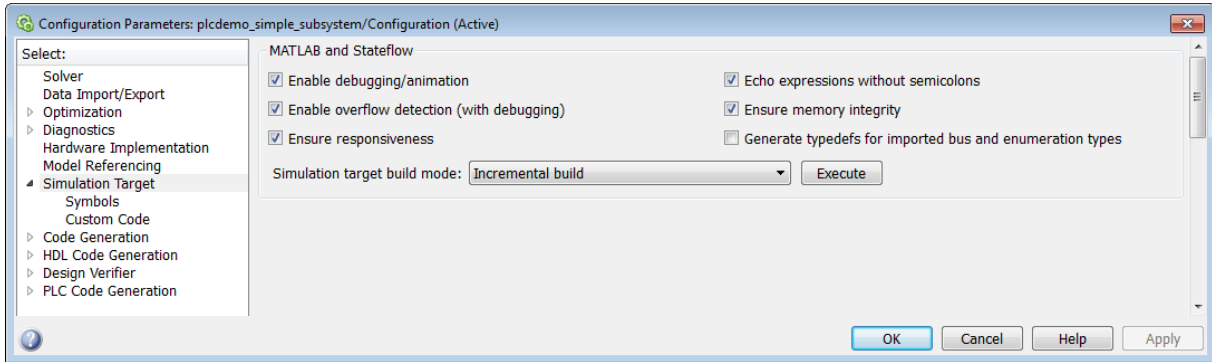 Configuration Parameters: plcdemo_simple_subsystem/Configuration (Active)
Select:
Solver
Data Import/Export
Optimization
Diagnostics
Hardware Implementation
Model Referencing
Simulation Target
Symbols
Custom Code
Code Generation
HDL Code Generation
Design Verifier
PLC Code Generation
MATLAB and Stateflow
Enable debugging/animation
Echo expressions without semicolons
Enable overflow detection (with debugging)
Ensure memory integrity
Ensure responsiveness
Generate typedefs for imported bus and enumeration types
Simulation target build mode: Incremental build Execute
OK Cancel Help Apply